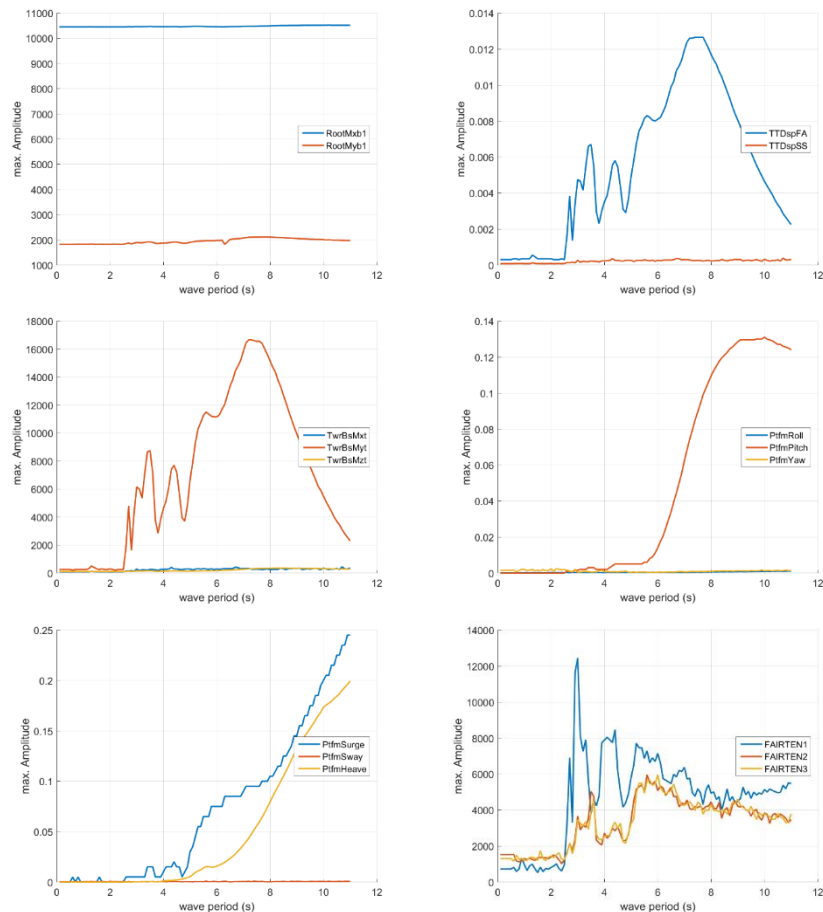 11000
10000
9000
8000
7000
6000
5000
4000
3000
2000
1000
max. Amplitude
RootMxb1
RootMyb1
0 2 4 6 8 10 12
wave period (s)
0.014
0.012
0.01
0.008
0.006
0.004
0.002
0
max. Amplitude
TTDspFA
TTDspSS
0 2 4 6 8 10 12
wave period (s)
18000
16000
14000
12000
10000
8000
6000
4000
2000
0
max. Amplitude
TwrBsMxt
TwrBsMyt
TwrBsMzt
0 2 4 6 8 10 12
wave period (s)
0.14
0.12
0.1
0.08
0.06
0.04
0.02
0
max. Amplitude
PtfmRoll
PtfmPitch
PtfmYaw
0 2 4 6 8 10 12
wave period (s)
0.25
0.2
0.15
0.1
0.05
0
max. Amplitude
PtfmSurge
PtfmSway
PtfmHeave
0 2 4 6 8 10 12
wave period (s)
14000
12000
10000
8000
6000
4000
2000
0
max. Amplitude
FAIRTEN1
FAIRTEN2
FAIRTEN3
0 2 4 6 8 10 12
wave period (s)